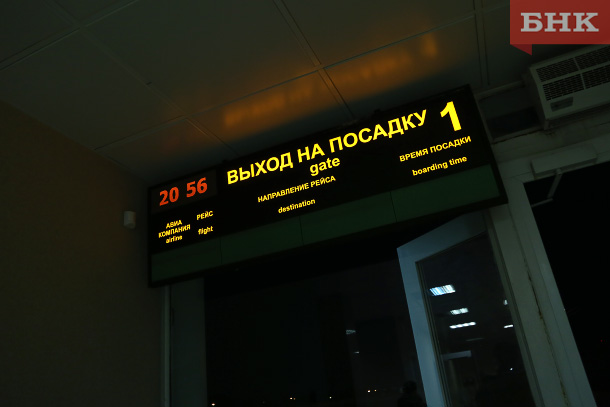 БНК
ВЫХОД НА ПОСАДКУ 1
gate
20 56
АВИА КОМПАНИЯ
airline
РЕЙС
flight
НАПРАВЛЕНИЕ РЕЙСА
destination
ВРЕМЯ ПОСАДКИ
boarding time